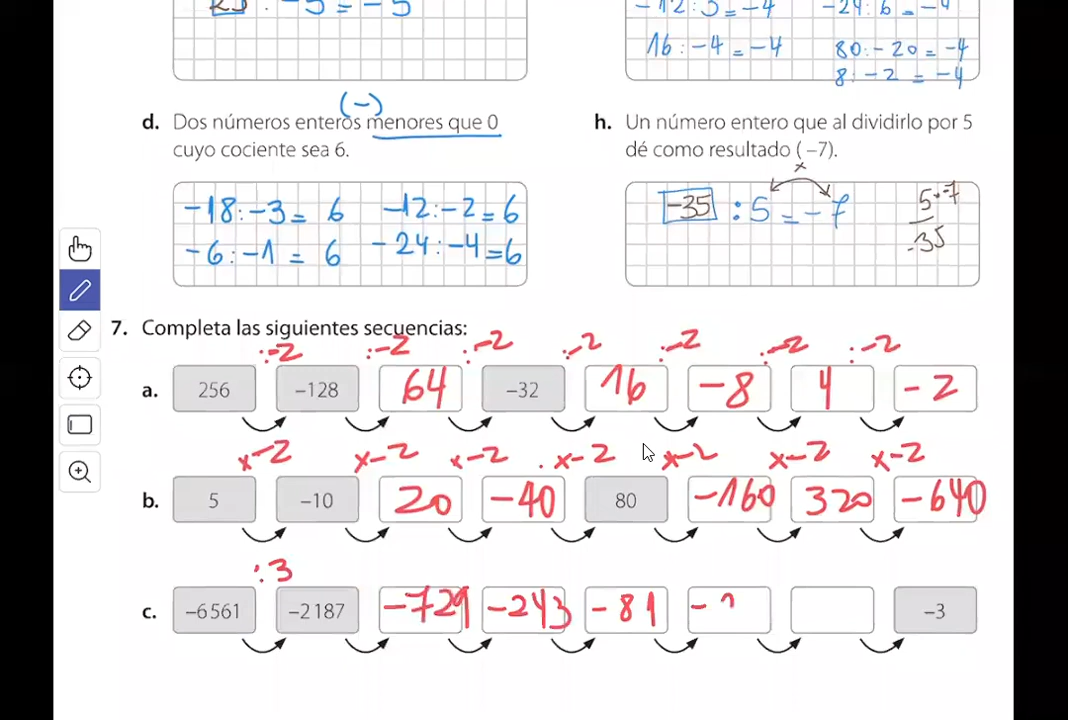 -5 = -5
-12:3=-4 -24:6=-4
16:-4=-4 80:-20=-4
8:-2=-4
(-)
d. Dos números enteros menores que 0
cuyo cociente sea 6.
-18:-3= 6 -12:-2=6
-6:-1= 6 -24:-4=6
h. Un número entero que al dividirlo por 5
dé como resultado (–7).
x
-35 : 5 = -7
5·-7
-35
7. Completa las siguientes secuencias:
:-2 :-2 :-2 :-2 :-2 :-2 :-2
a. 256 –128 64 –32 16 -8 4 -2
x-2 x-2 x-2 x-2 x-2 x-2 x-2
b. 5 –10 20 -40 80 -160 320 -640
:3
c. –6 561 –2 187 -729 -243 -81 - –3